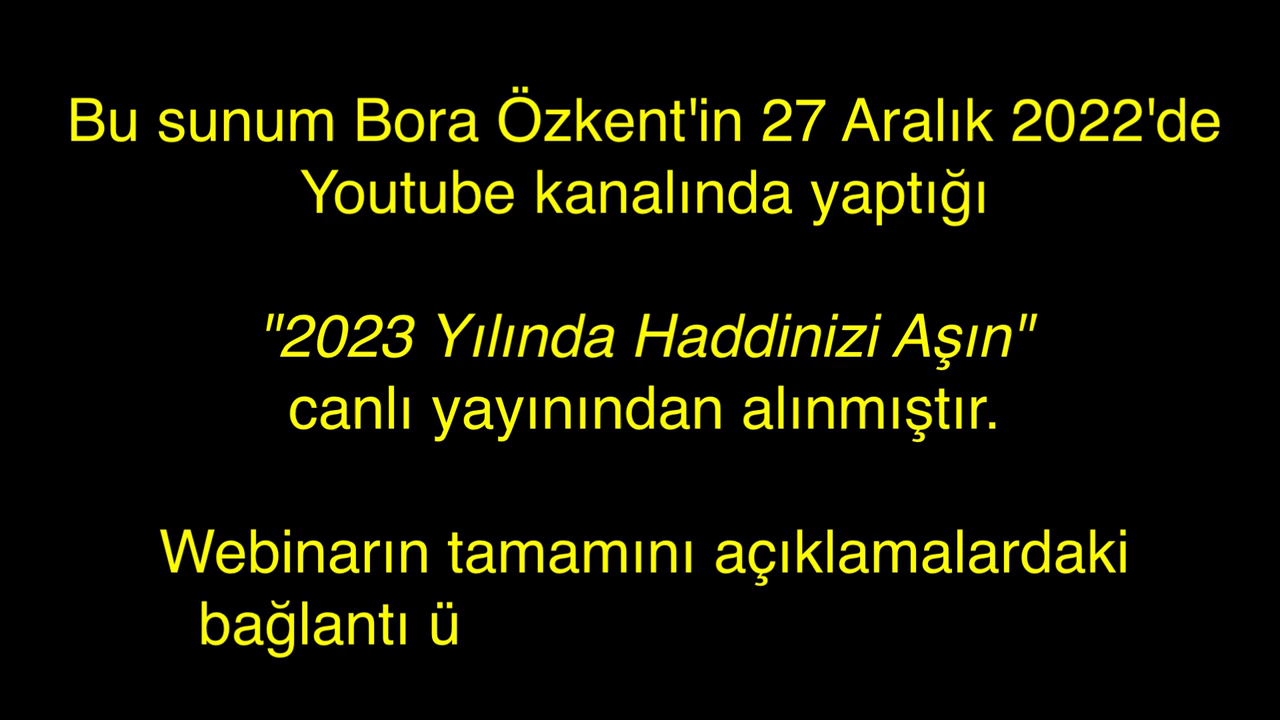 Bu sunum Bora Özkent'in 27 Aralık 2022'de
Youtube kanalında yaptığı
"2023 Yılında Haddinizi Aşın"
canlı yayınından alınmıştır.
Webinarın tamamını açıklamalardaki
bağlantı ü